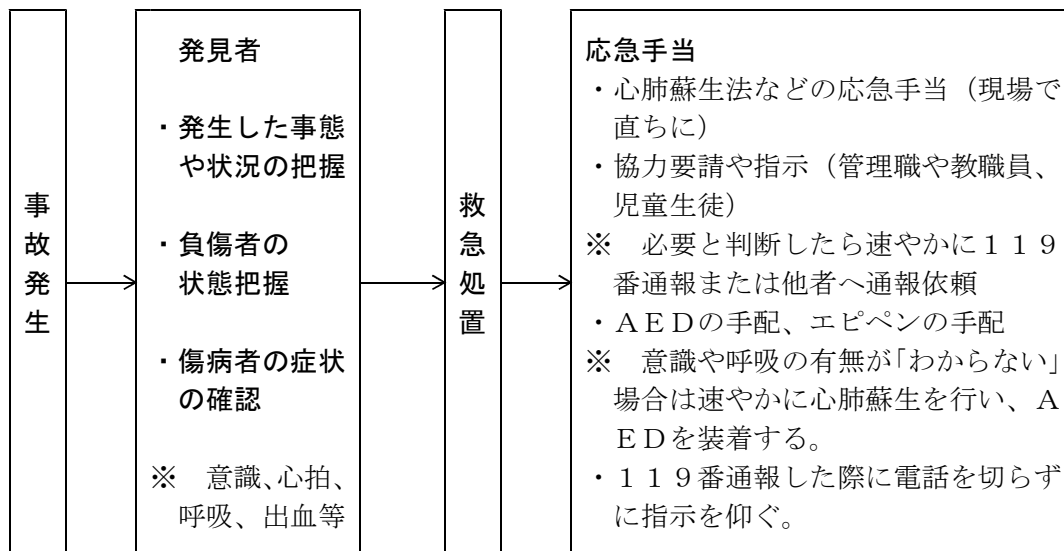 事故発生
発見者
・発生した事態
や状況の把握
・負傷者の
状態把握
・傷病者の症状
の確認
※　意識、心拍、
呼吸、出血等
救急処置
応急手当
・心肺蘇生法などの応急手当（現場で
直ちに）
・協力要請や指示（管理職や教職員、
児童生徒）
※　必要と判断したら速やかに１１９
番通報または他者へ通報依頼
・ＡＥＤの手配、エピペンの手配
※　意識や呼吸の有無が「わからない」
場合は速やかに心肺蘇生を行い、Ａ
ＥＤを装着する。
・１１９番通報した際に電話を切らず
に指示を仰ぐ。